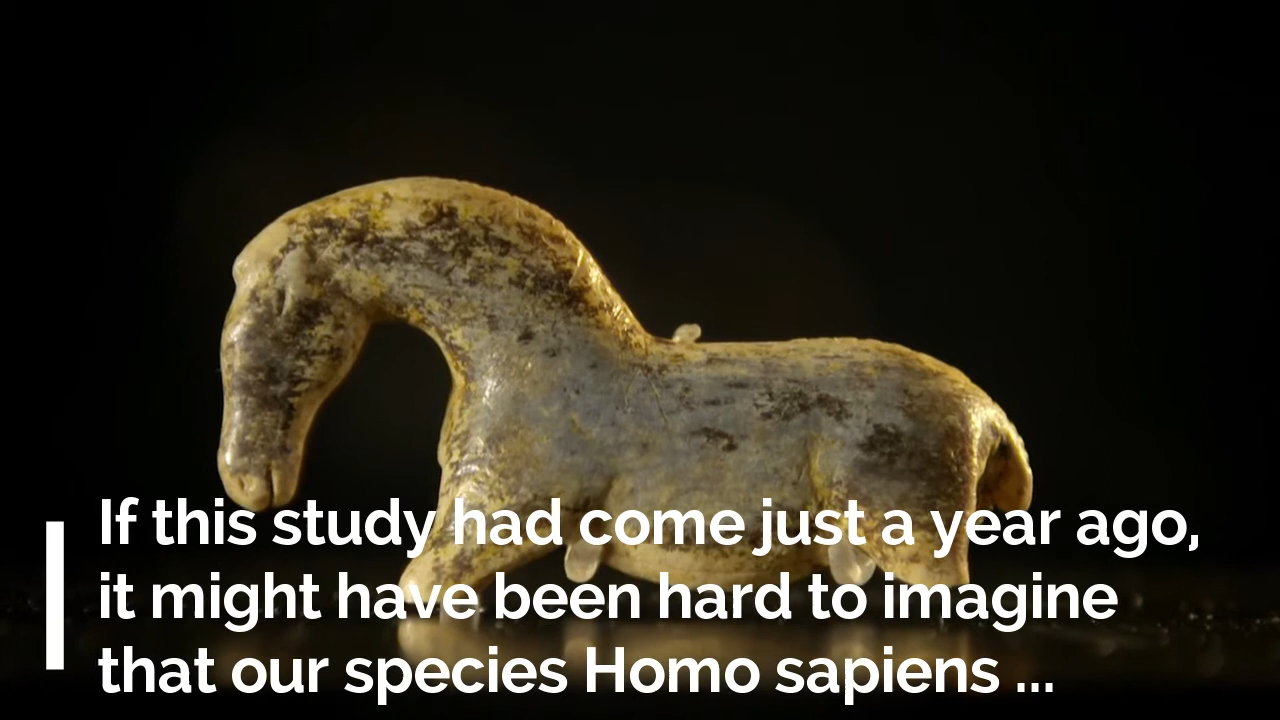 If this study had come just a year ago,
it might have been hard to imagine
that our species Homo sapiens ...